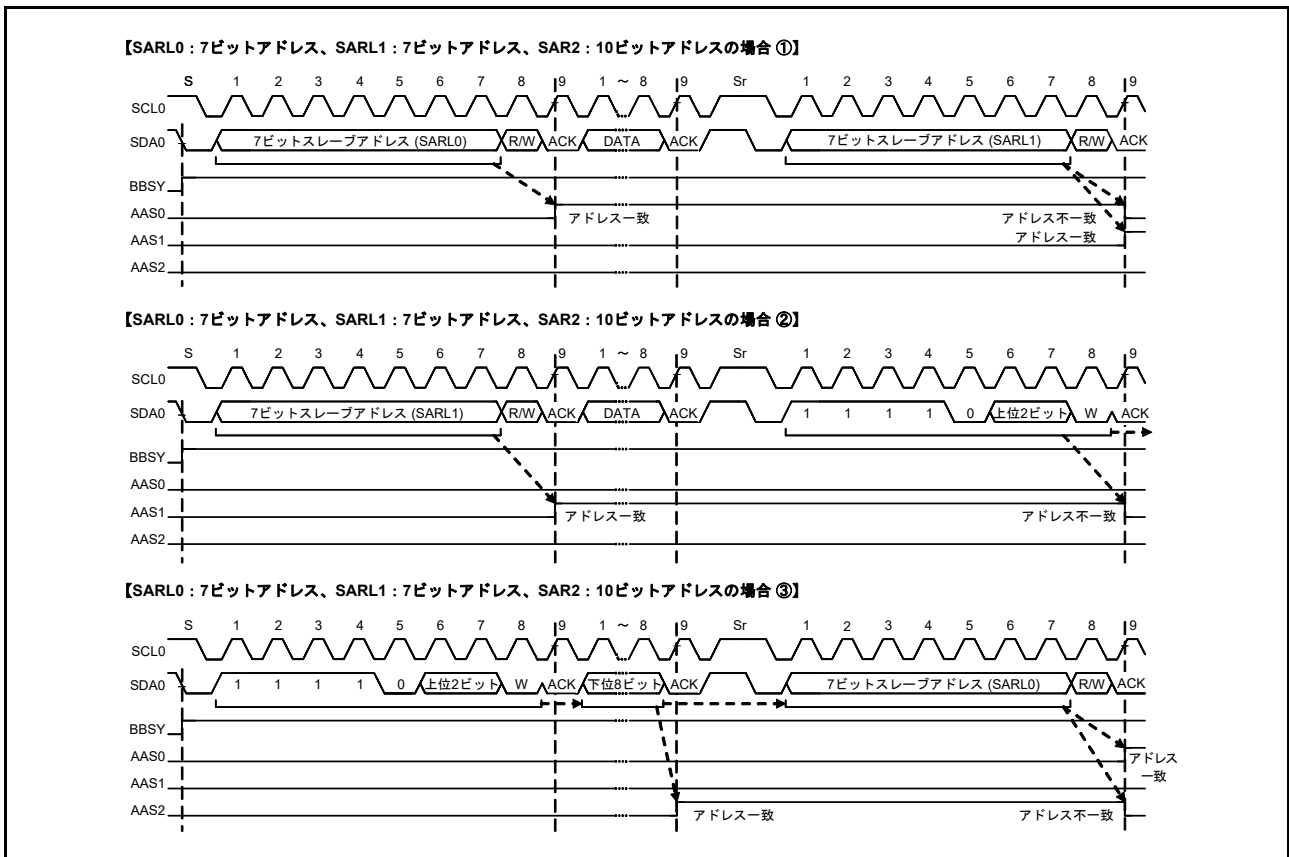 【SARL0：7ビットアドレス、SARL1：7ビットアドレス、SAR2：10ビットアドレスの場合 ①】
S 1 2 3 4 5 6 7 8 9 1 ～ 8 9 Sr 1 2 3 4 5 6 7 8 9
SCL0
SDA0 7ビットスレーブアドレス (SARL0) R/W ACK DATA ACK 7ビットスレーブアドレス (SARL1) R/W ACK
BBSY
AAS0 アドレス一致 アドレス不一致
AAS1 アドレス一致
AAS2
【SARL0：7ビットアドレス、SARL1：7ビットアドレス、SAR2：10ビットアドレスの場合 ②】
S 1 2 3 4 5 6 7 8 9 1 ～ 8 9 Sr 1 2 3 4 5 6 7 8 9
SCL0
SDA0 7ビットスレーブアドレス (SARL1) R/W ACK DATA ACK 1 1 1 1 0 上位2ビット W ACK
BBSY
AAS0
AAS1 アドレス一致 アドレス不一致
AAS2
【SARL0：7ビットアドレス、SARL1：7ビットアドレス、SAR2：10ビットアドレスの場合 ③】
S 1 2 3 4 5 6 7 8 9 1 ～ 8 9 Sr 1 2 3 4 5 6 7 8 9
SCL0
SDA0 1 1 1 1 0 上位2ビット W ACK 下位8ビット ACK 7ビットスレーブアドレス (SARL0) R/W ACK
BBSY
AAS0 アドレス
一致
AAS1
AAS2 アドレス一致 アドレス不一致